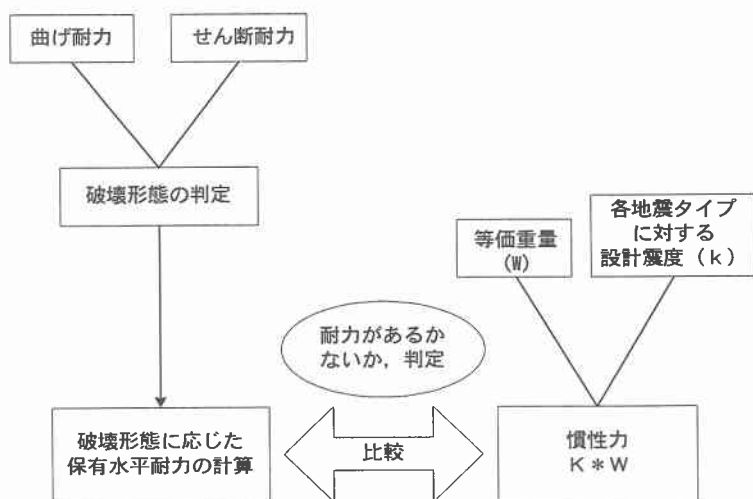 曲げ耐力
せん断耐力
破壊形態の判定
等価重量
(W)
各地震タイプ
に対する
設計震度（k）
耐力があるか
ないか，判定
破壊形態に応じた
保有水平耐力の計算
比較
慣性力
K＊W